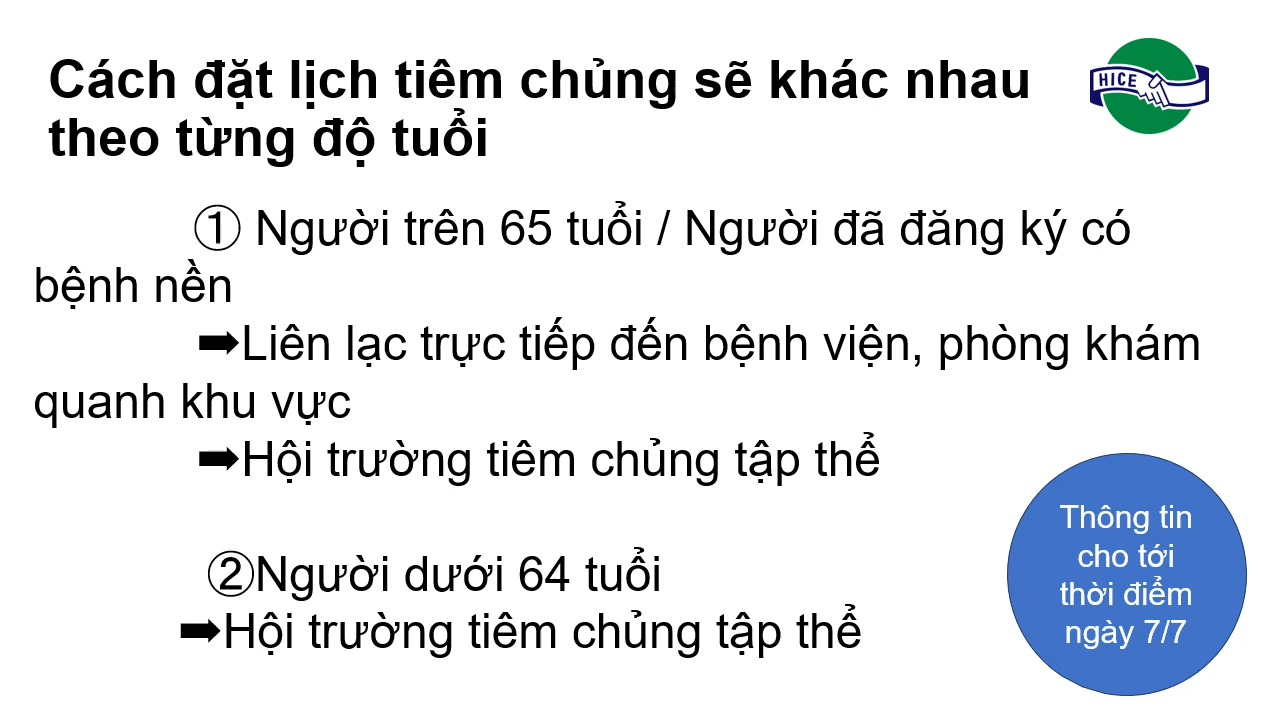 Cách đặt lịch tiêm chủng sẽ khác nhau
theo từng độ tuổi
HICE
① Người trên 65 tuổi / Người đã đăng ký có
bệnh nền
➡Liên lạc trực tiếp đến bệnh viện, phòng khám
quanh khu vực
➡Hội trường tiêm chủng tập thể
②Người dưới 64 tuổi
➡Hội trường tiêm chủng tập thể
Thông tin
cho tới
thời điểm
ngày 7/7